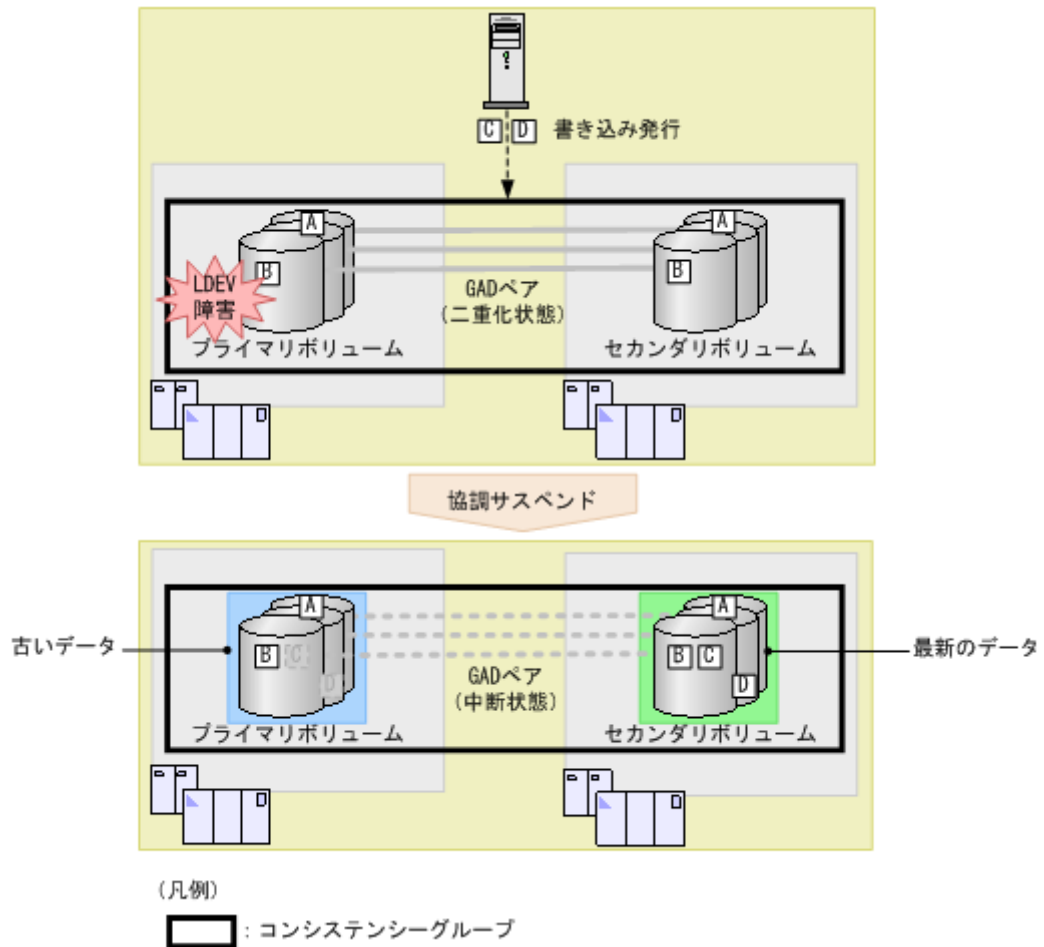 C D 書き込み発行
A
A
B
B
LDEV
障害
GADペア
(二重化状態)
プライマリボリューム
セカンダリボリューム
協調サスペンド
A
A
古いデータ
B C
B C
最新のデータ
D
D
GADペア
(中断状態)
プライマリボリューム
セカンダリボリューム
(凡例)
: コンシステンシーグループ